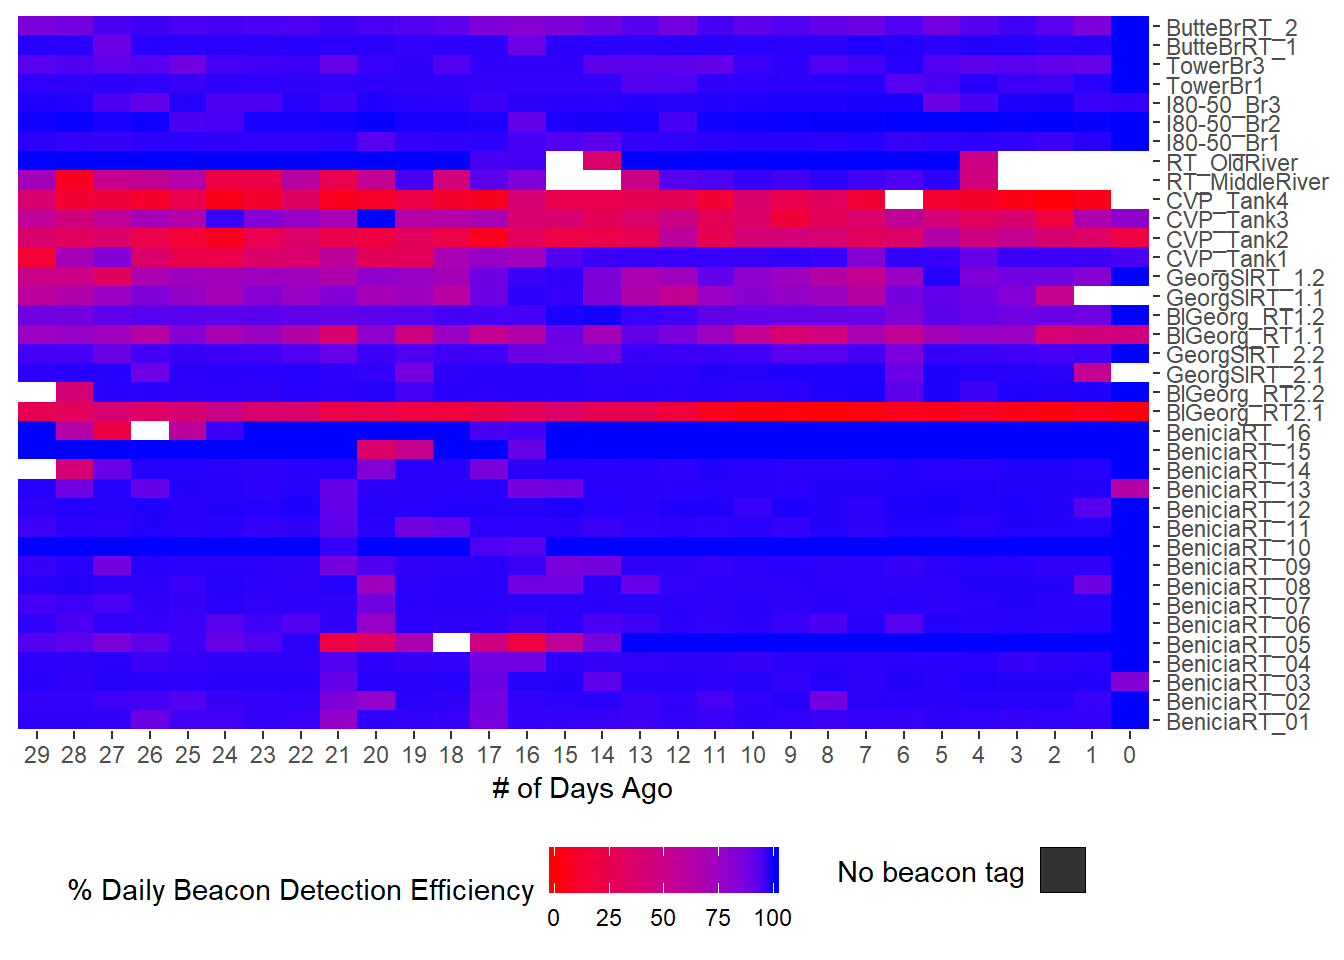 ButteBrRT_2
ButteBrRT_1
TowerBr3
TowerBr1
I80-50_Br3
I80-50_Br2
I80-50_Br1
RT_OldRiver
RT_MiddleRiver
CVP_Tank4
CVP_Tank3
CVP_Tank2
CVP_Tank1
GeorgSlRT_1.2
GeorgSlRT_1.1
BlGeorg_RT1.2
BlGeorg_RT1.1
GeorgSlRT_2.2
GeorgSlRT_2.1
BlGeorg_RT2.2
BlGeorg_RT2.1
BeniciaRT_16
BeniciaRT_15
BeniciaRT_14
BeniciaRT_13
BeniciaRT_12
BeniciaRT_11
BeniciaRT_10
BeniciaRT_09
BeniciaRT_08
BeniciaRT_07
BeniciaRT_06
BeniciaRT_05
BeniciaRT_04
BeniciaRT_03
BeniciaRT_02
BeniciaRT_01
29 28 27 26 25 24 23 22 21 20 19 18 17 16 15 14 13 12 11 10 9 8 7 6 5 4 3 2 1 0
# of Days Ago
% Daily Beacon Detection Efficiency
0 25 50 75 100
No beacon tag